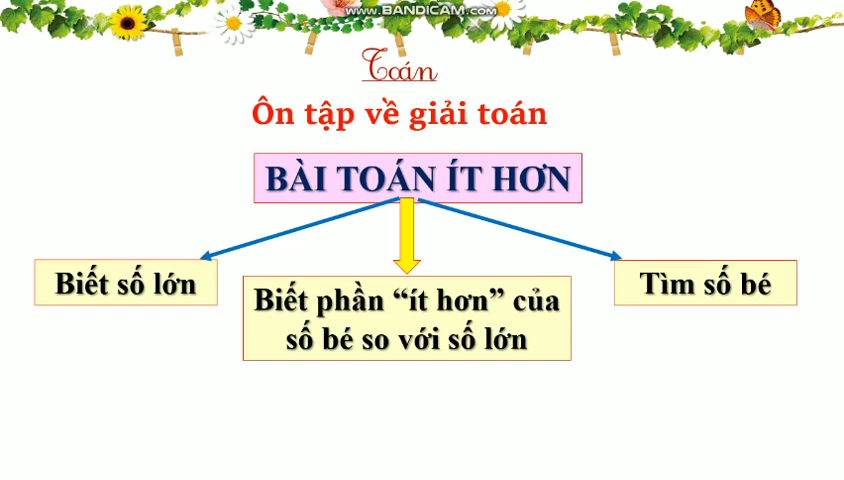 www.BANDICAM.com
Toán
Ôn tập về giải toán
BÀI TOÁN ÍT HƠN
Biết số lớn
Biết phần “ít hơn” của
số bé so với số lớn
Tìm số bé